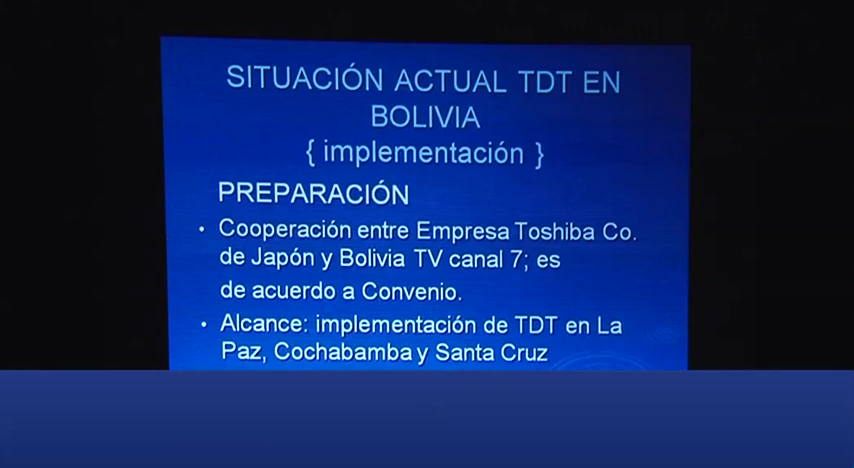 SITUACIÓN ACTUAL TDT EN
BOLIVIA
{ implementación }
PREPARACIÓN
• Cooperación entre Empresa Toshiba Co.
de Japón y Bolivia TV canal 7; es
de acuerdo a Convenio.
• Alcance: implementación de TDT en La
Paz, Cochabamba y Santa Cruz